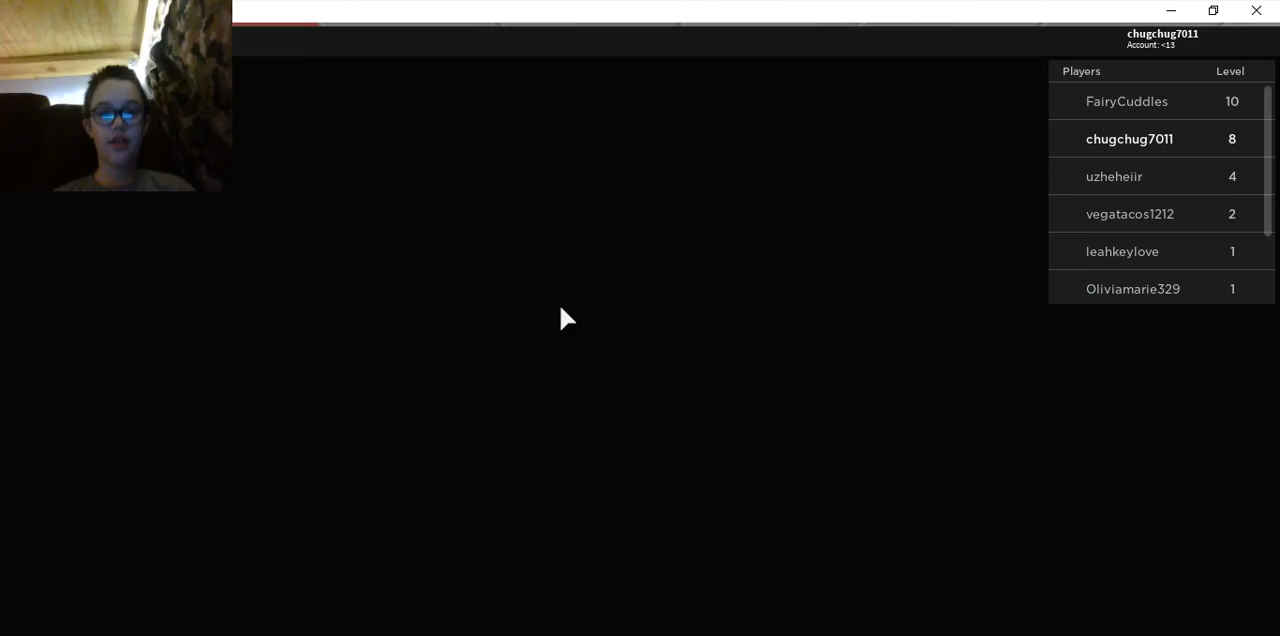 chugchug7011
Account: <13
Players Level
FairyCuddles 10
chugchug7011 8
uzheheiir 4
vegatacos1212 2
leahkeylove 1
Oliviamarie329 1